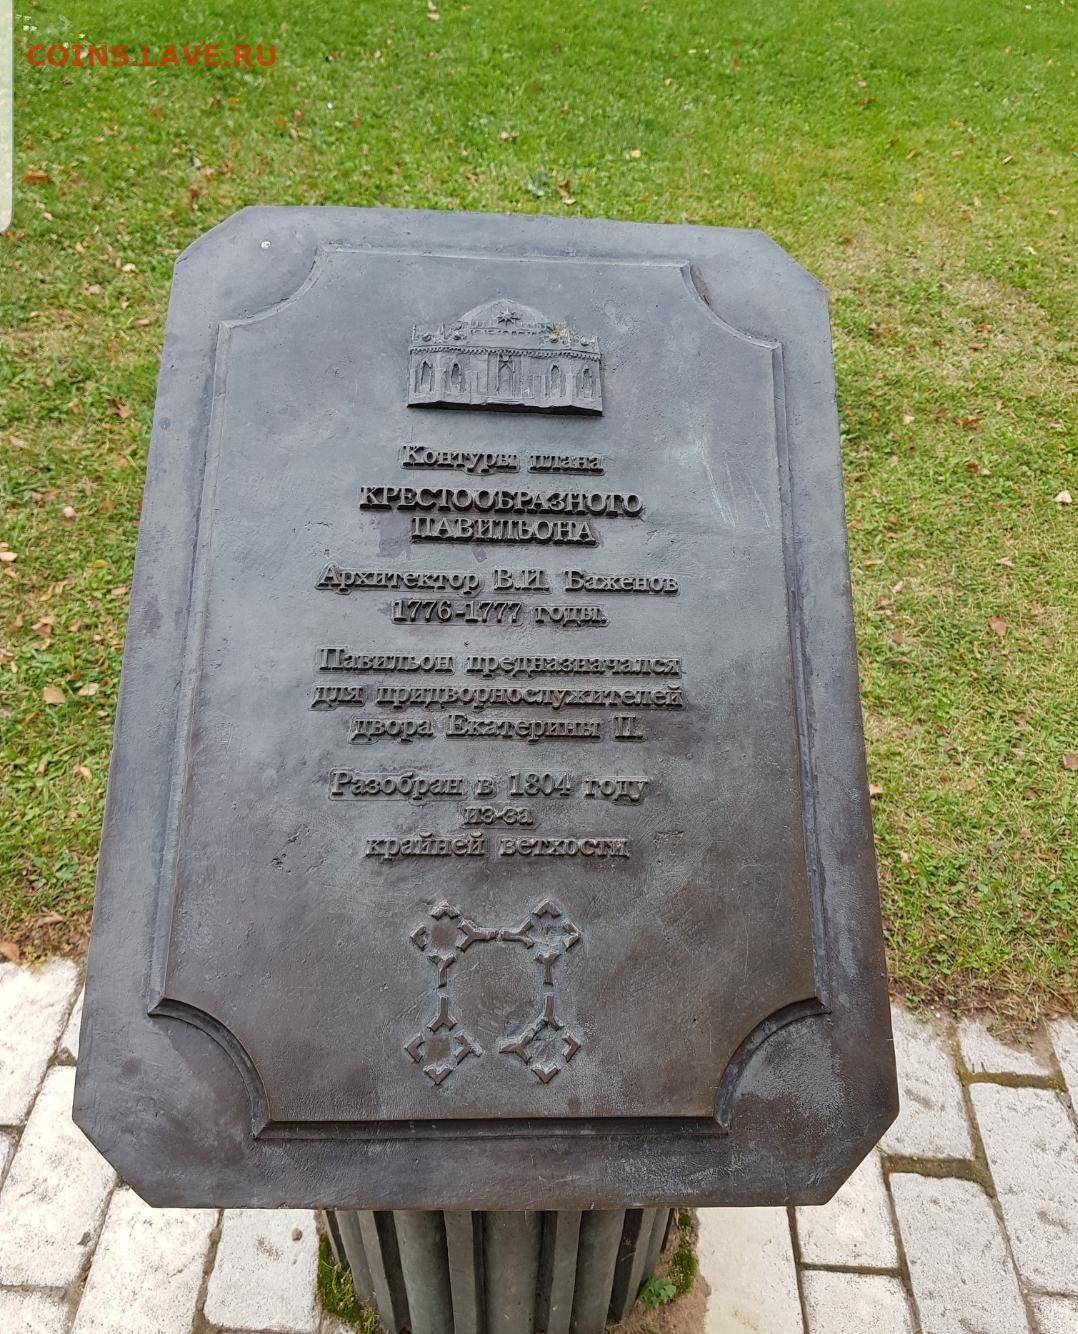 COINS.LAVE.RU
Контуры плана
КРЕСТООБРАЗНОГО
ПАВИЛЬОНА
Архитектор В.И. Баженов
1776-1777 годы.
Павильон предназначался
для придворнослужителей
двора Екатерины II.
Разобран в 1804 году
из-за
крайней ветхости